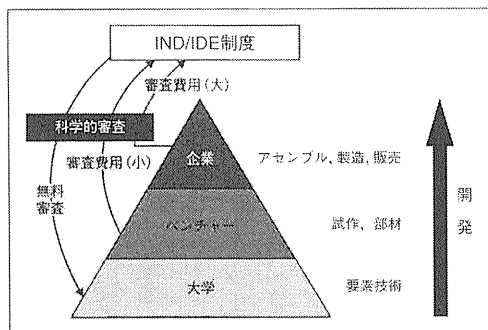 IND/IDE制度
審査費用(大)
科学的審査
審査費用(小)
企業
アセンブル、製造，販売
無料
審査
ベンチャー
試作、部材
開発
大学
要素技術